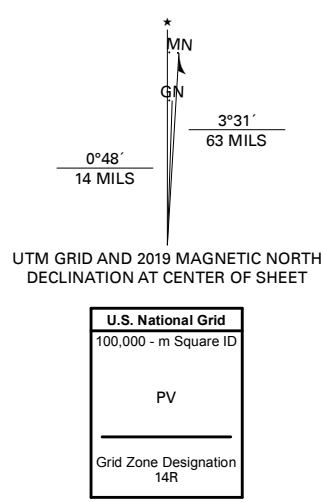 ★
MN
GN
3°31´
63 MILS
0°48´
14 MILS
UTM GRID AND 2019 MAGNETIC NORTH
DECLINATION AT CENTER OF SHEET
U.S. National Grid
100,000 - m Square ID
PV
Grid Zone Designation
14R